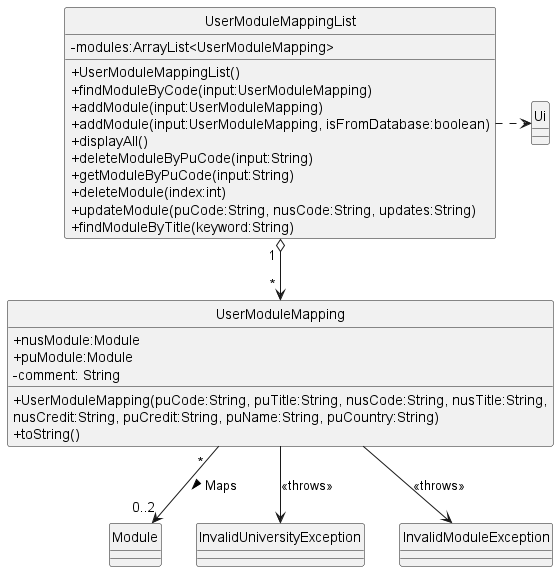 UserModuleMappingList
-modules:ArrayList<UserModuleMapping>
+UserModuleMappingList()
+findModuleByCode(input:UserModuleMapping)
+addModule(input:UserModuleMapping)
+addModule(input:UserModuleMapping, isFromDatabase:boolean)
+displayAll()
+deleteModuleByPuCode(input:String)
+getModuleByPuCode(input:String)
+deleteModule(index:int)
+updateModule(puCode:String, nusCode:String, updates:String)
+findModuleByTitle(keyword:String)
Ui
1
*
UserModuleMapping
+nusModule:Module
+puModule:Module
-comment: String
+UserModuleMapping(puCode:String, puTitle:String, nusCode:String, nusTitle:String,
nusCredit:String, puCredit:String, puName:String, puCountry:String)
+toString()
*
Maps
0..2
«throws»
«throws»
Module
InvalidUniversityException
InvalidModuleException